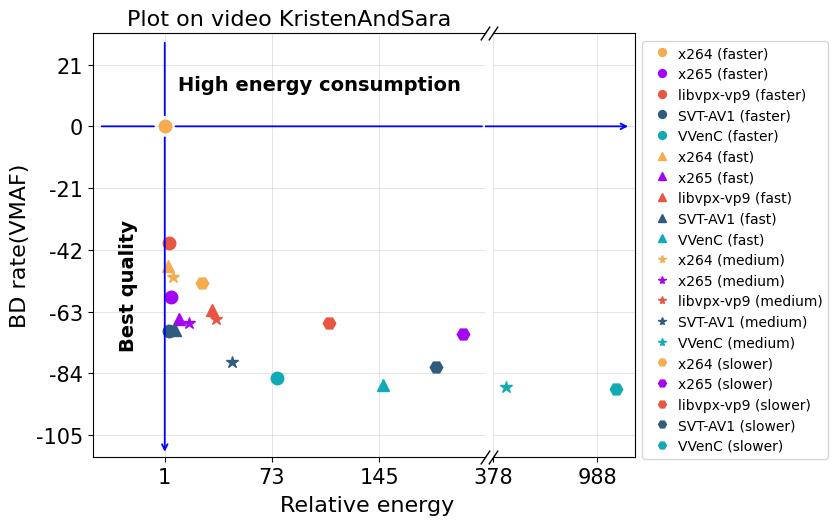 Plot on video KristenAndSara
BD rate(VMAF)
21
0
-21
-42
-63
-84
-105
High energy consumption
Best quality
1
73
145
378
988
Relative energy
x264 (faster)
x265 (faster)
libvpx-vp9 (faster)
SVT-AV1 (faster)
VVenC (faster)
x264 (fast)
x265 (fast)
libvpx-vp9 (fast)
SVT-AV1 (fast)
VVenC (fast)
x264 (medium)
x265 (medium)
libvpx-vp9 (medium)
SVT-AV1 (medium)
VVenC (medium)
x264 (slower)
x265 (slower)
libvpx-vp9 (slower)
SVT-AV1 (slower)
VVenC (slower)